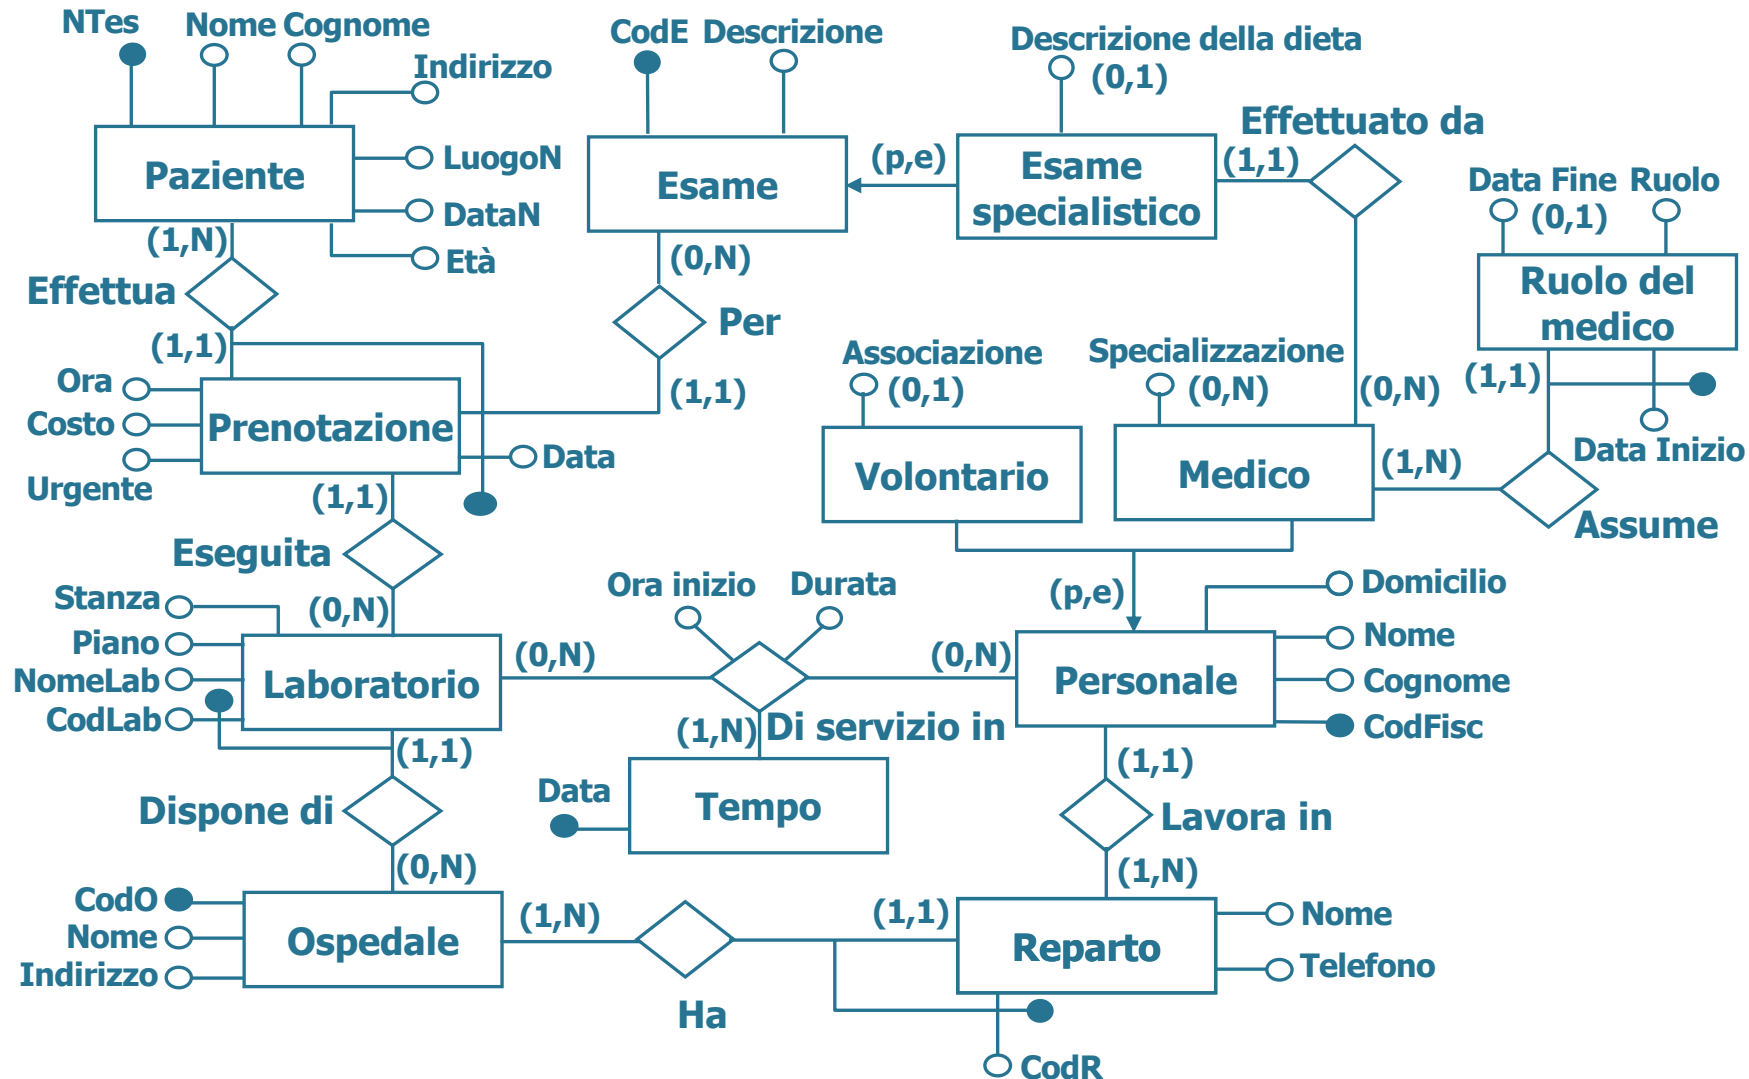 NTes
Nome Cognome
CodE Descrizione
Descrizione della dieta
(0,1)
Indirizzo
Effettuato da
Paziente
LuogoN
DataN
Età
Esame
(p,e)
Esame
specialistico
(1,1)
Data Fine Ruolo
(0,1)
(1,N)
(0,N)
Ruolo del
medico
Effettua
Per
(1,1)
Associazione
(0,1)
Specializzazione
(0,N)
(1,1)
Ora
Costo
Urgente
Prenotazione
(1,1)
(0,N)
Data
Volontario
Medico
(1,N)
Data Inizio
(1,1)
Assume
Eseguita
Stanza
Piano
NomeLab
CodLab
(0,N)
Ora inizio
Durata
(p,e)
Domicilio
Nome
Cognome
CodFisc
Laboratorio
(0,N)
(0,N)
Personale
(1,1)
(1,N)
Di servizio in
(1,1)
Data
Tempo
Dispone di
Lavora in
(0,N)
(1,N)
CodO
Nome
Indirizzo
Ospedale
(1,N)
(1,1)
Reparto
Nome
Telefono
Ha
CodR